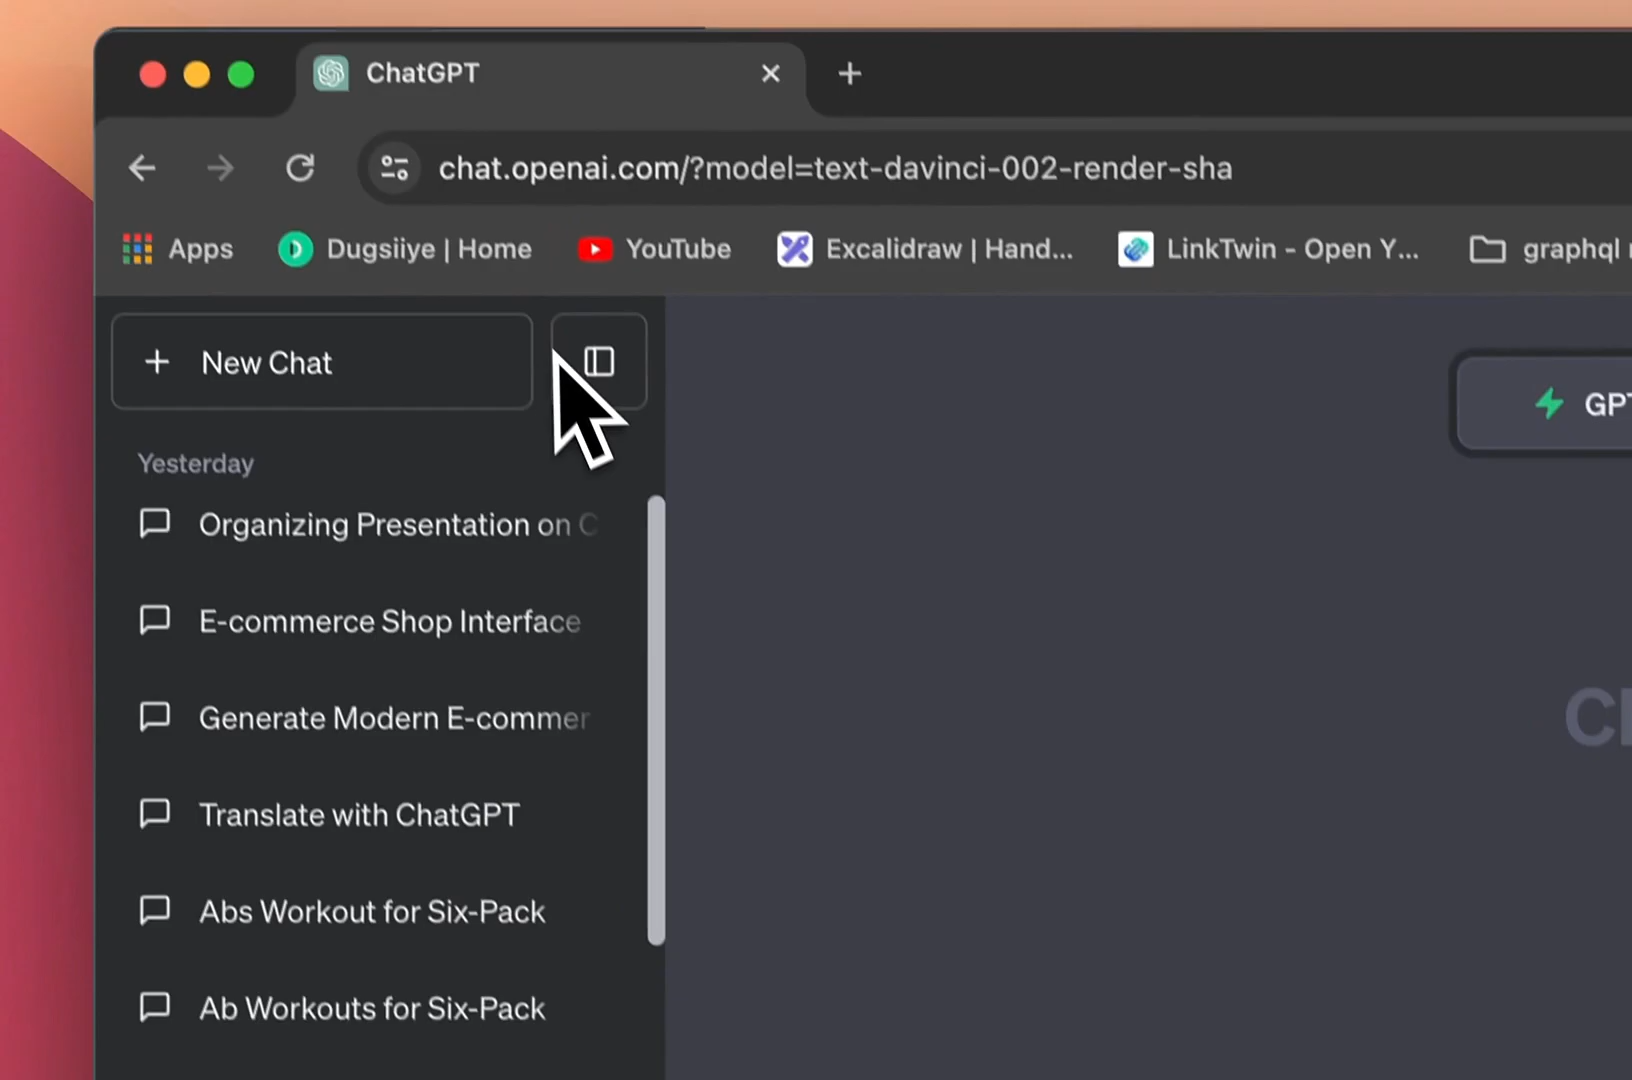 ChatGPT
chat.openai.com/?model=text-davinci-002-render-sha
Apps Dugsiiye | Home YouTube Excalidraw | Hand... LinkTwin - Open Y... graphql
New Chat
GPT
Yesterday
Organizing Presentation on C
E-commerce Shop Interface
Generate Modern E-commer
Translate with ChatGPT
Abs Workout for Six-Pack
Ab Workouts for Six-Pack